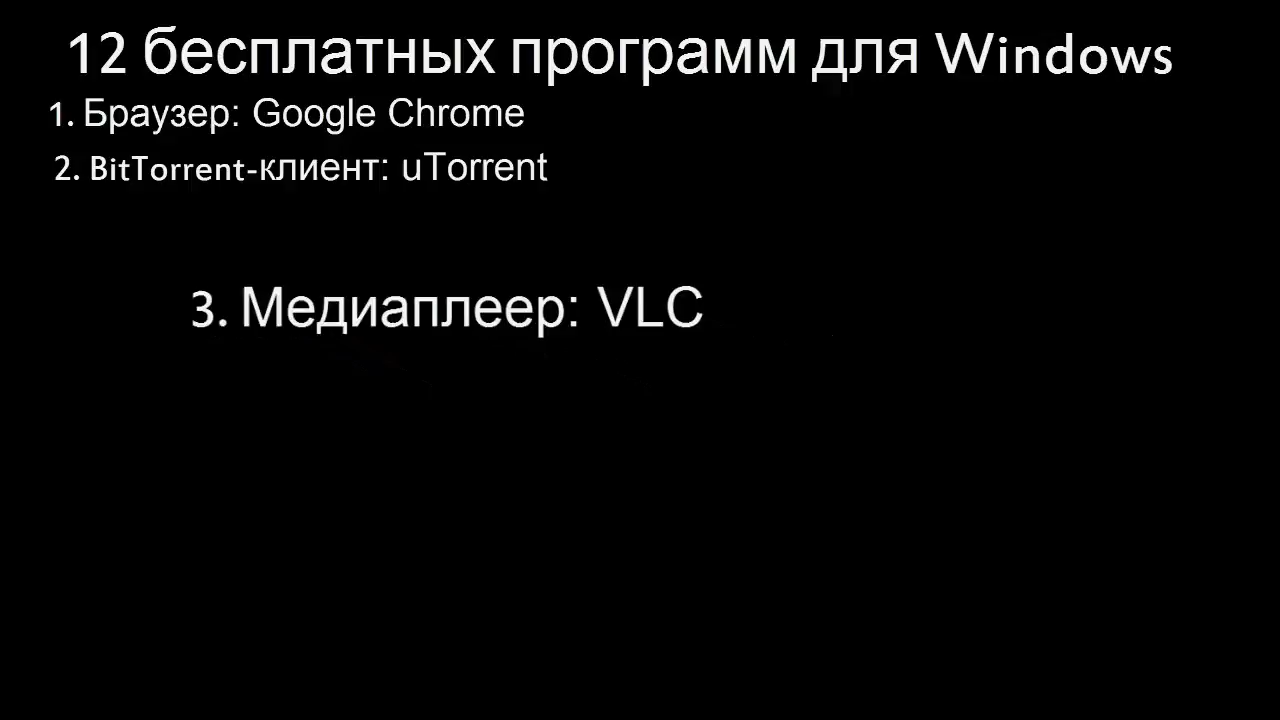 12 бесплатных программ для Windows
1. Браузер: Google Chrome
2. BitTorrent-клиент: uTorrent
3. Медиаплеер: VLC